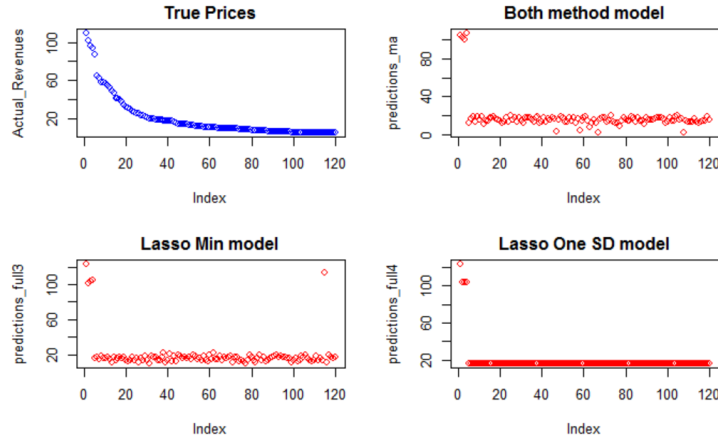 True Prices
Actual_Revenues
100
60
20
0 20 40 60 80 100 120
Index
Both method model
predictions_ma
80
40
0
0 20 40 60 80 100 120
Index
Lasso Min model
predictions_full3
100
60
20
0 20 40 60 80 100 120
Index
Lasso One SD model
predictions_full4
100
60
20
0 20 40 60 80 100 120
Index